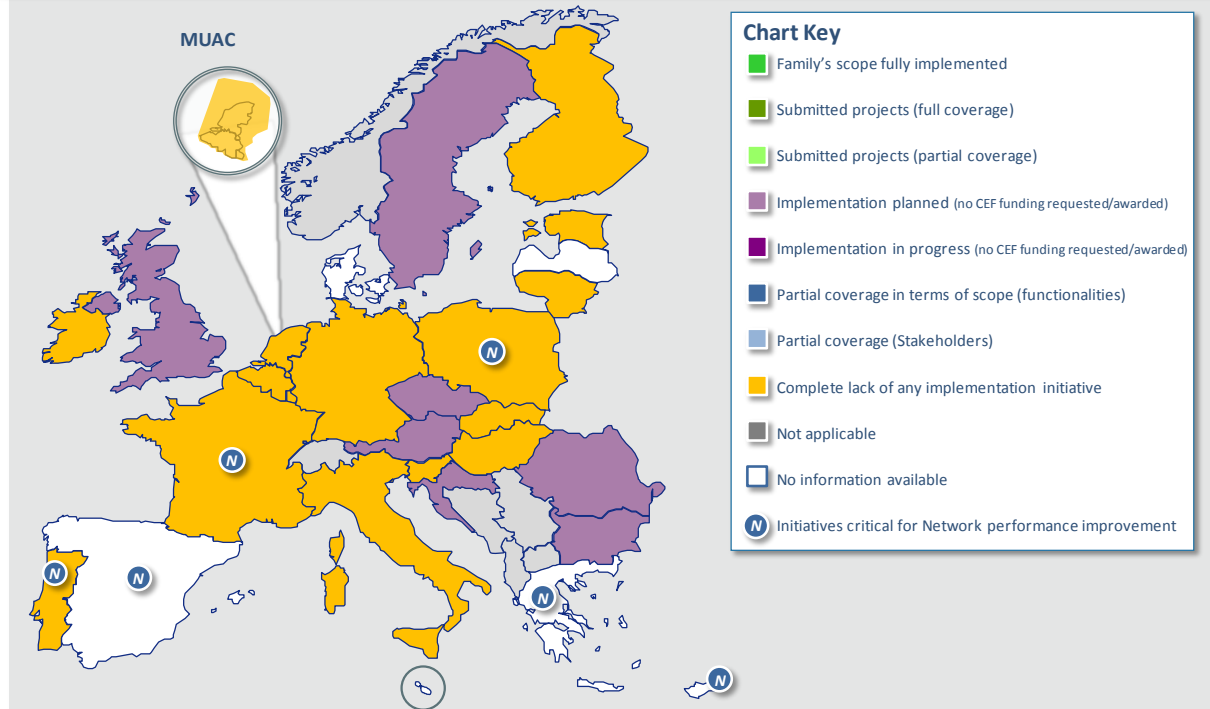 MUAC
Chart Key
Family's scope fully implemented
Submitted projects (full coverage)
Submitted projects (partial coverage)
Implementation planned (no CEF funding requested/awarded)
Implementation in progress (no CEF funding requested/awarded)
Partial coverage in terms of scope (functionalities)
Partial coverage (Stakeholders)
Complete lack of any implementation initiative
Not applicable
No information available
N Initiatives critical for Network performance improvement
N
N
N
N
N
N